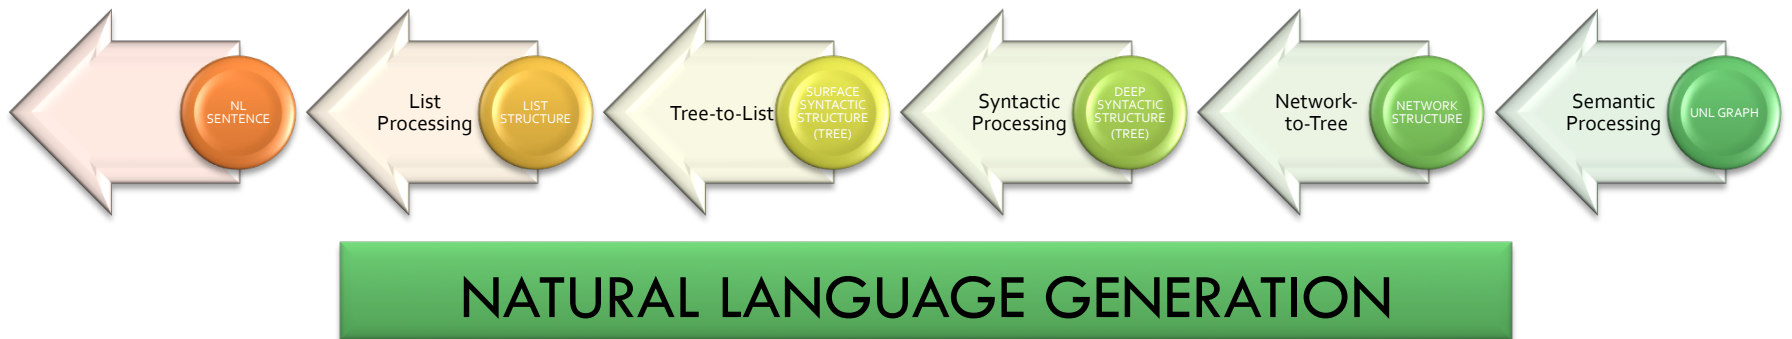 NL
SENTENCE
List
Processing
LIST
STRUCTURE
Tree-to-List
SURFACE
SYNTACTIC
STRUCTURE
(TREE)
Syntactic
Processing
DEEP
SYNTACTIC
STRUCTURE
(TREE)
Network-
to-Tree
NETWORK
STRUCTURE
Semantic
Processing
UNL GRAPH
NATURAL LANGUAGE GENERATION